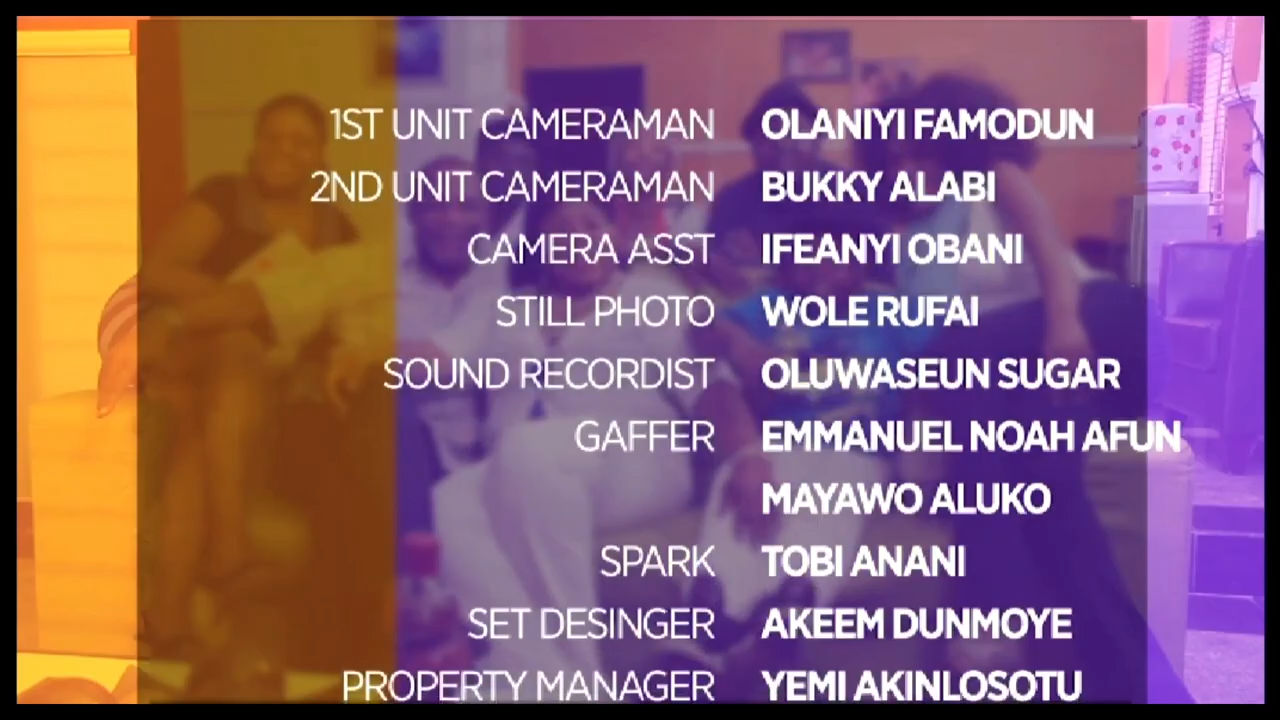 1ST UNIT CAMERAMAN OLANIYI FAMODUN
2ND UNIT CAMERAMAN BUKKY ALABI
CAMERA ASST IFEANYI OBANI
STILL PHOTO WOLE RUFAI
SOUND RECORDIST OLUWASEUN SUGAR
GAFFER EMMANUEL NOAH AFUN
MAYAWO ALUKO
SPARK TOBI ANANI
SET DESINGER AKEEM DUNMOYE
PROPERTY MANAGER YEMI AKINLOSOTU